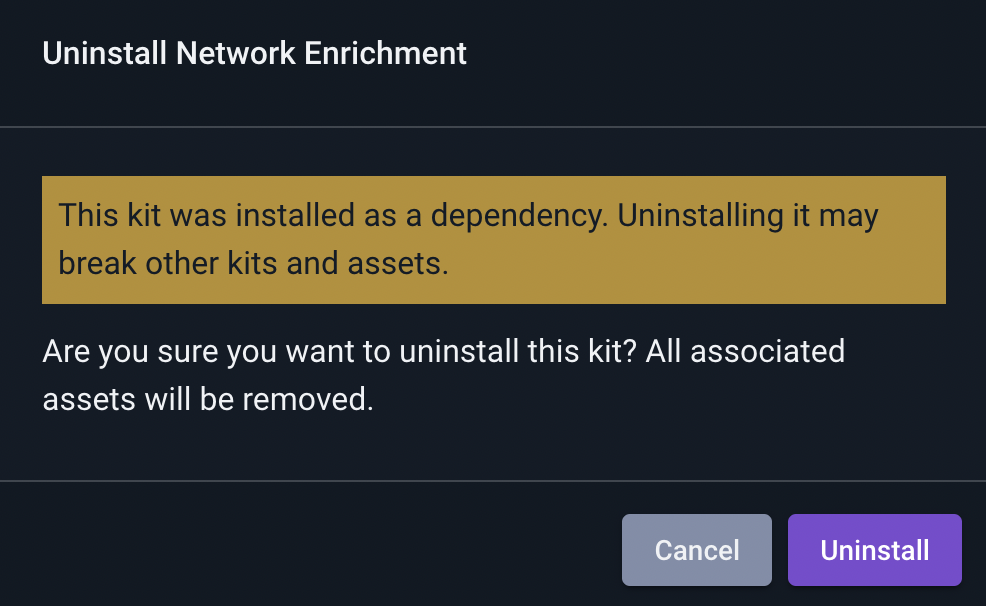 Uninstall Network Enrichment
This kit was installed as a dependency. Uninstalling it may
break other kits and assets.
Are you sure you want to uninstall this kit? All associated
assets will be removed.
Cancel
Uninstall